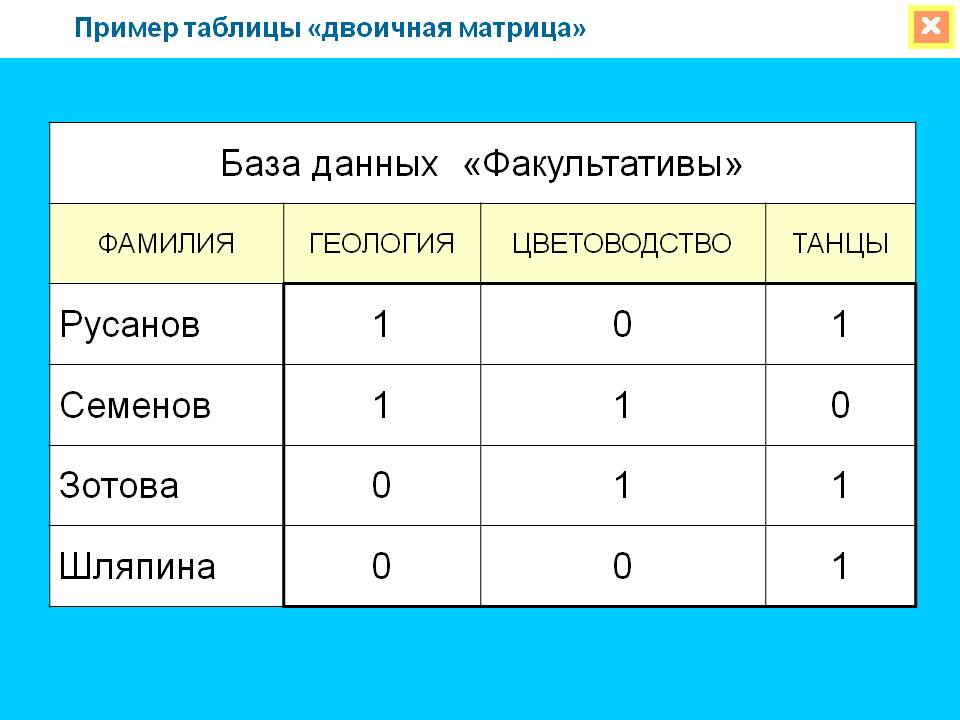 Пример таблицы «двоичная матрица»
База данных «Факультативы»
ФАМИЛИЯ ГЕОЛОГИЯ ЦВЕТОВОДСТВО ТАНЦЫ
Русанов 1 0 1
Семенов 1 1 0
Зотова 0 1 1
Шляпина 0 0 1